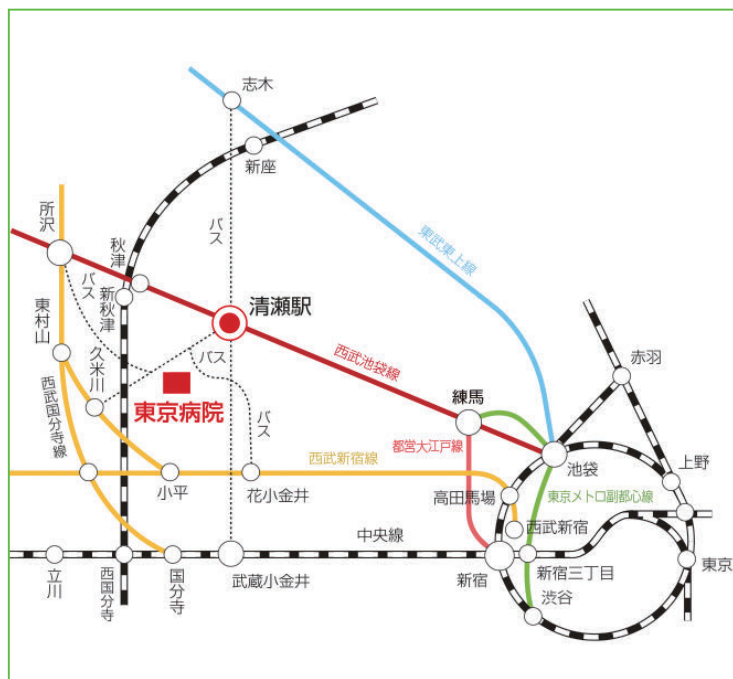 志木
新座
所沢
秋津
新秋津
バス
バス
東武東上線
清瀬駅
東村山
久米川
バス
西武池袋線
赤羽
東京病院
西武国分寺線
バス
練馬
都営大江戸線
西武新宿線
池袋
上野
小平
花小金井
高田馬場
東京メトロ副都心線
西武新宿
中央線
立川
西国分寺
国分寺
武蔵小金井
新宿
新宿三丁目
東京
渋谷